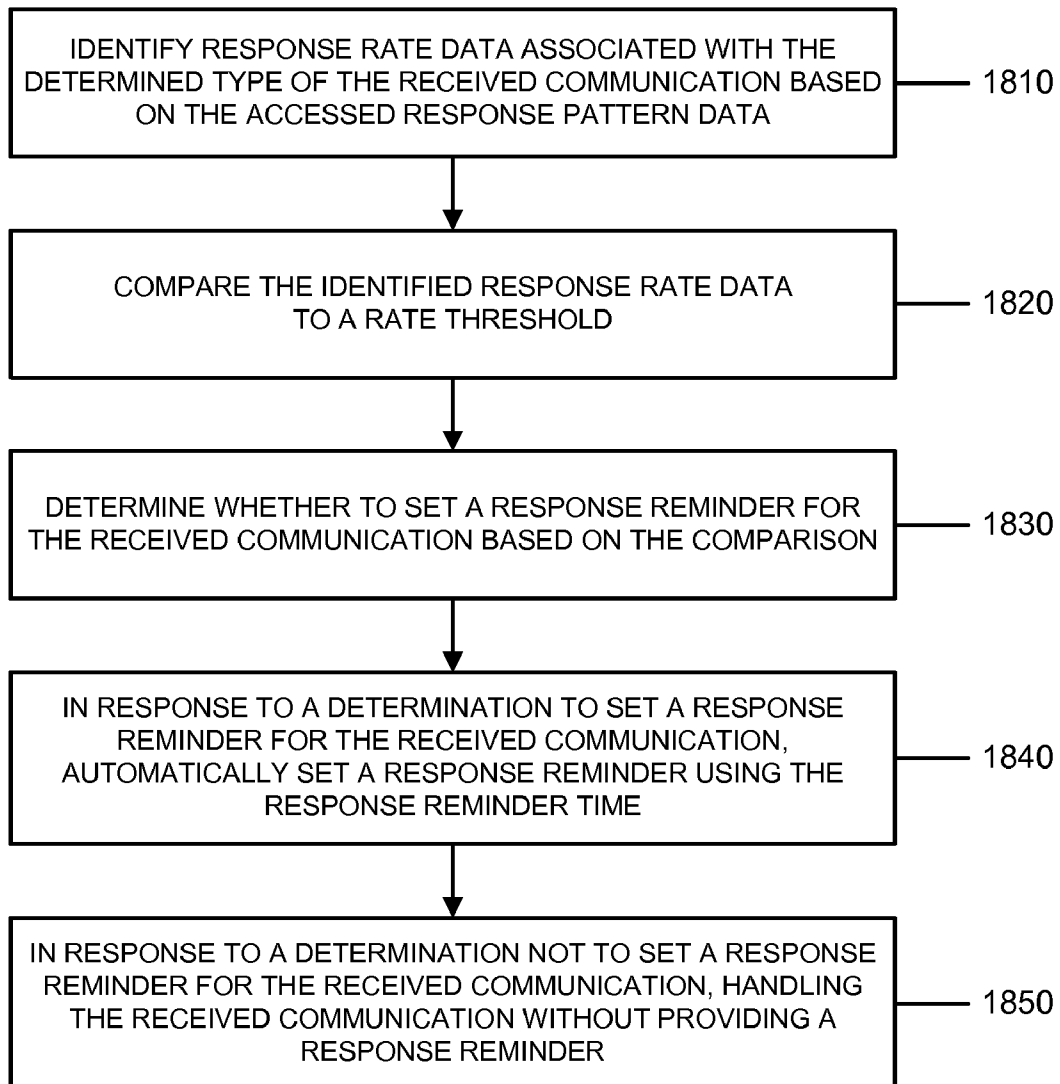 IDENTIFY RESPONSE RATE DATA ASSOCIATED WITH THE
DETERMINED TYPE OF THE RECEIVED COMMUNICATION BASED
ON THE ACCESSED RESPONSE PATTERN DATA
1810
COMPARE THE IDENTIFIED RESPONSE RATE DATA
TO A RATE THRESHOLD
1820
DETERMINE WHETHER TO SET A RESPONSE REMINDER FOR
THE RECEIVED COMMUNICATION BASED ON THE COMPARISON
1830
IN RESPONSE TO A DETERMINATION TO SET A RESPONSE
REMINDER FOR THE RECEIVED COMMUNICATION,
AUTOMATICALLY SET A RESPONSE REMINDER USING THE
RESPONSE REMINDER TIME
1840
IN RESPONSE TO A DETERMINATION NOT TO SET A RESPONSE
REMINDER FOR THE RECEIVED COMMUNICATION, HANDLING
THE RECEIVED COMMUNICATION WITHOUT PROVIDING A
RESPONSE REMINDER
1850